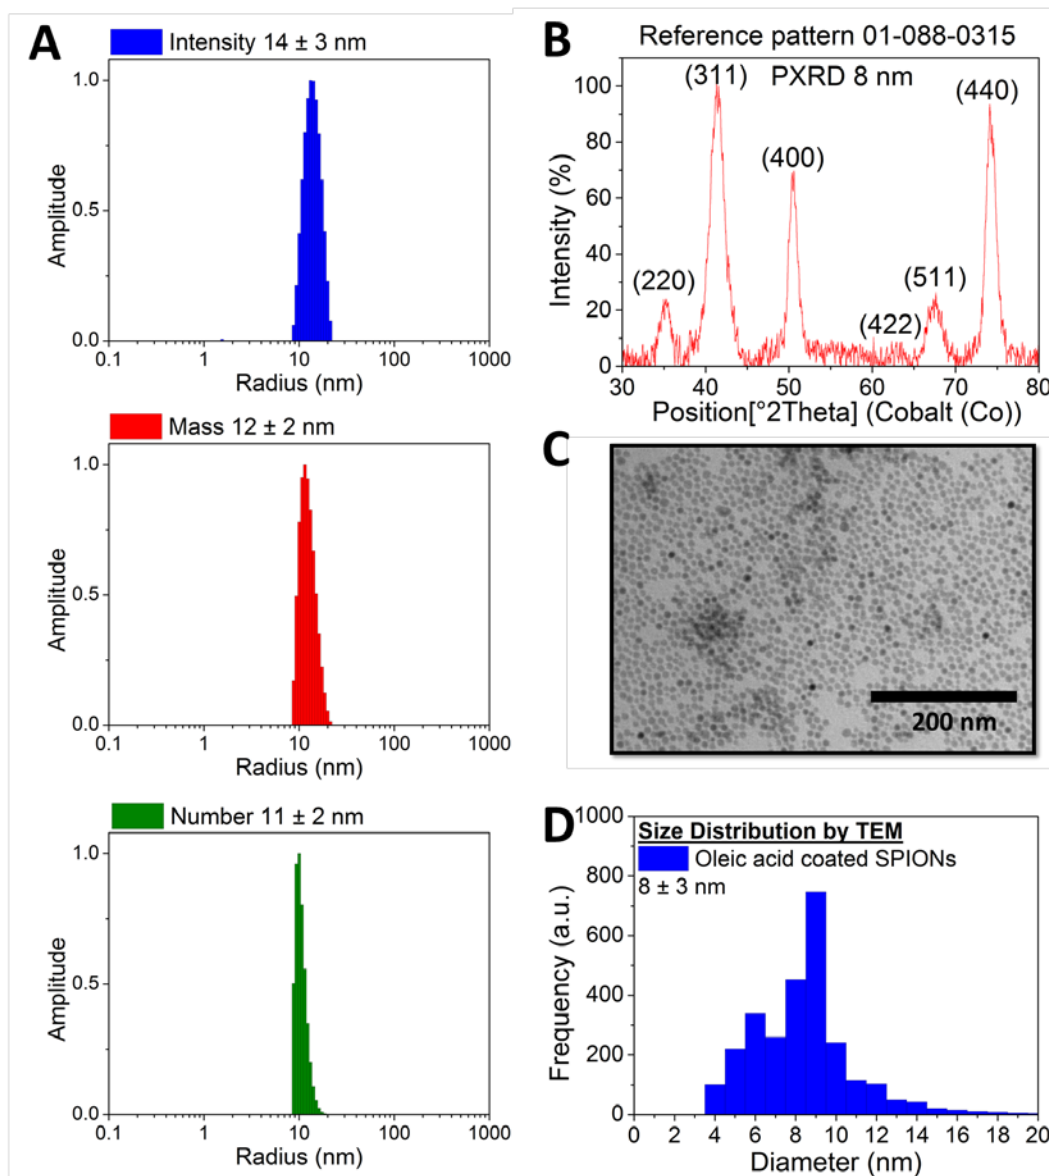 A
Intensity 14 ± 3 nm
1.0
0.5
0.0
Amplitude
0.1 1 10 100 1000
Radius (nm)
Mass 12 ± 2 nm
1.0
0.5
0.0
Amplitude
0.1 1 10 100 1000
Radius (nm)
Number 11 ± 2 nm
1.0
0.5
0.0
Amplitude
0.1 1 10 100 1000
Radius (nm)
B
Reference pattern 01-088-0315
PXRD 8 nm
(311)
(440)
(400)
(220)
(511)
(422)
100
80
60
40
20
0
Intensity (%)
30 40 50 60 70 80
Position[°2Theta] (Cobalt (Co))
C
200 nm
D
Size Distribution by TEM
Oleic acid coated SPIONs
8 ± 3 nm
1000
800
600
400
200
0
Frequency (a.u.)
0 2 4 6 8 10 12 14 16 18 20
Diameter (nm)